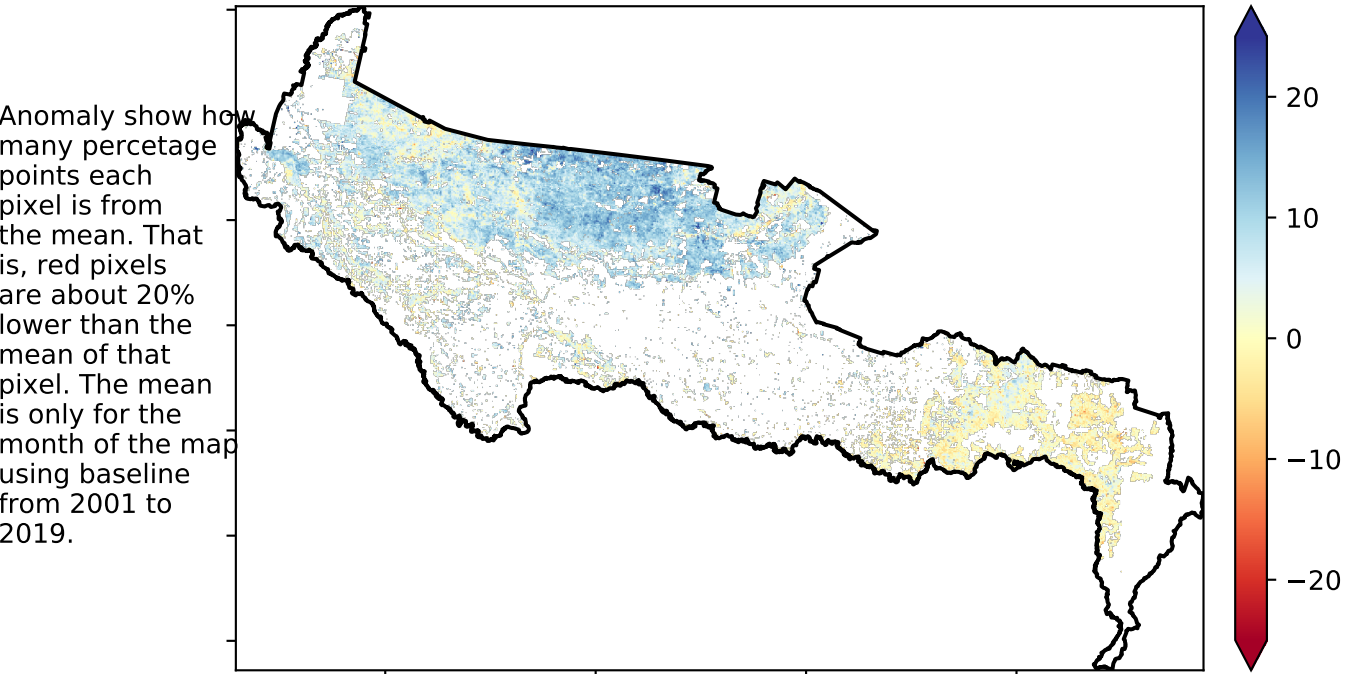 Anomaly show how
many percetage
points each
pixel is from
the mean. That
is, red pixels
are about 20%
lower than the
mean of that
pixel. The mean
is only for the
month of the map
using baseline
from 2001 to
2019.
20
10
0
−10
−20